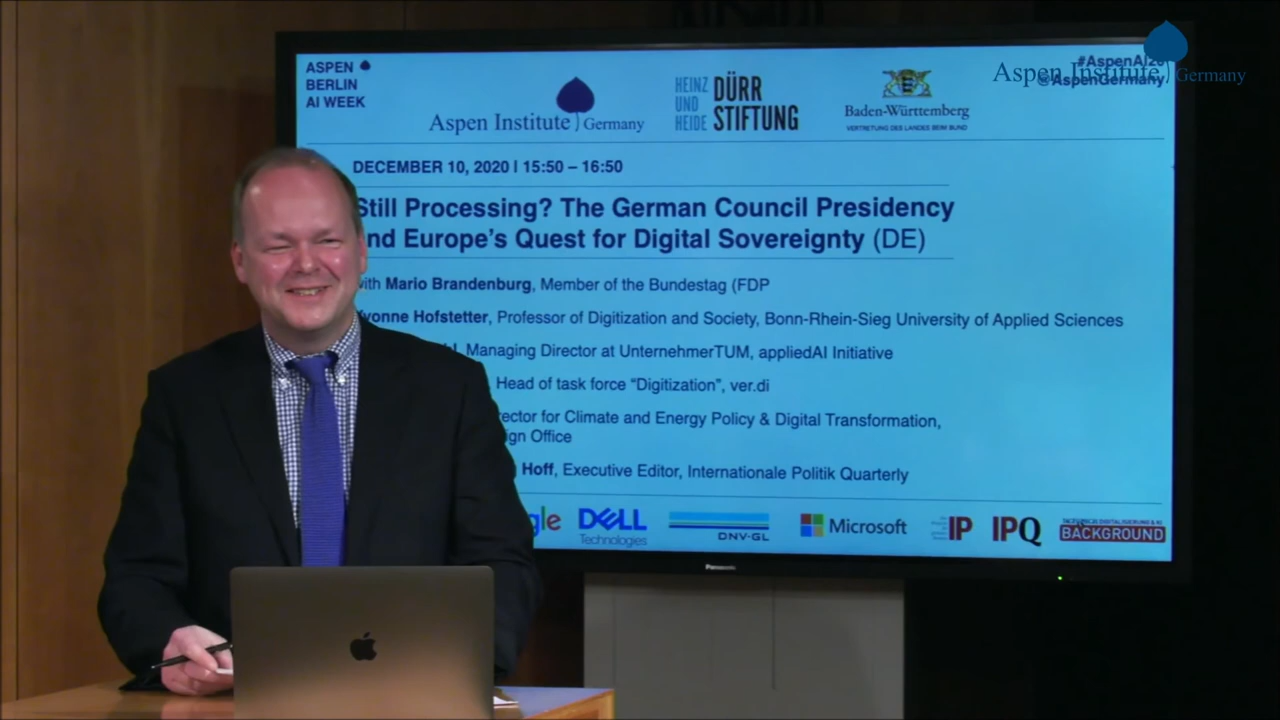 ASPEN
BERLIN
AI WEEK
Aspen Institute Germany
HEINZ
UND
HEIDE
DÜRR
STIFTUNG
Baden-Württemberg
VERTRETUNG DES LANDES BEIM BUND
#AspenAI20
@AspenGermany
Aspen Institute Germany
DECEMBER 10, 2020 I 15:50 – 16:50
Still Processing? The German Council Presidency
nd Europe's Quest for Digital Sovereignty (DE)
ith Mario Brandenburg, Member of the Bundestag (FDP
Yvonne Hofstetter, Professor of Digitization and Society, Bonn-Rhein-Sieg University of Applied Sciences
, Managing Director at UnternehmerTUM, appliedAI Initiative
, Head of task force “Digitization”, ver.di
ector for Climate and Energy Policy & Digital Transformation,
ign Office
Hoff, Executive Editor, Internationale Politik Quarterly
gle
DELL
Technologies
DNV·GL
Microsoft
IP
IPQ
BACKGROUND
Panasonic